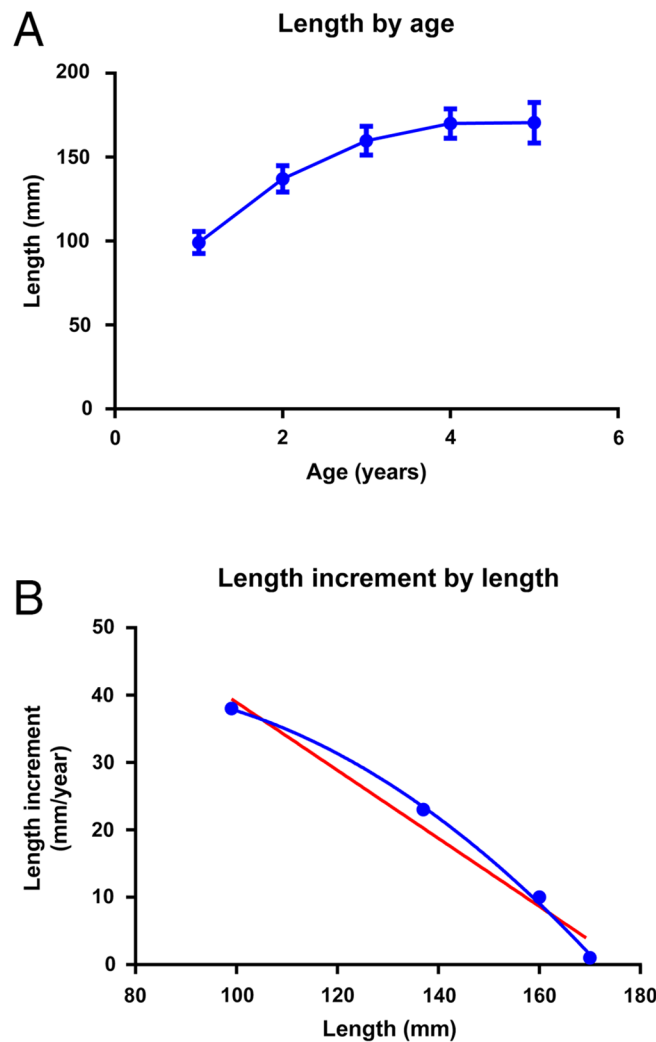 A
Length by age
200
150
100
50
0
Length (mm)
0 2 4 6
Age (years)
B
Length increment by length
50
40
30
20
10
0
Length increment
(mm/year)
80 100 120 140 160 180
Length (mm)